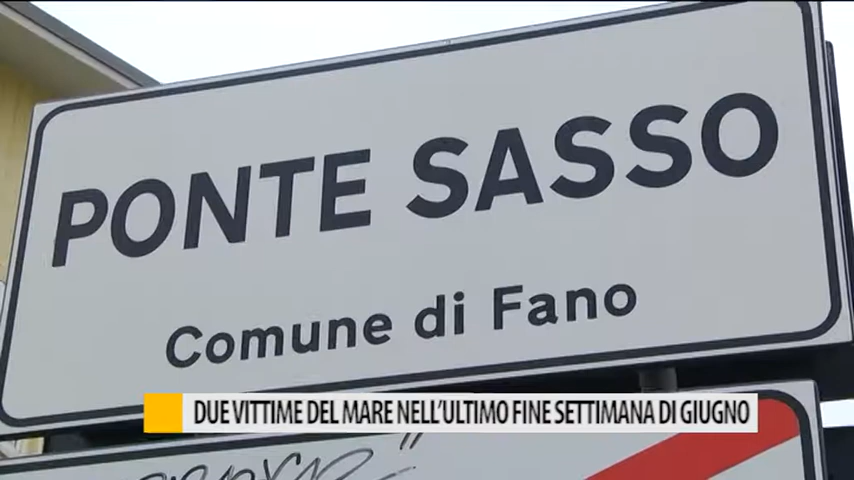 PONTE SASSO
Comune di Fano
DUE VITTIME DEL MARE NELL'ULTIMO FINE SETTIMANA DI GIUGNO